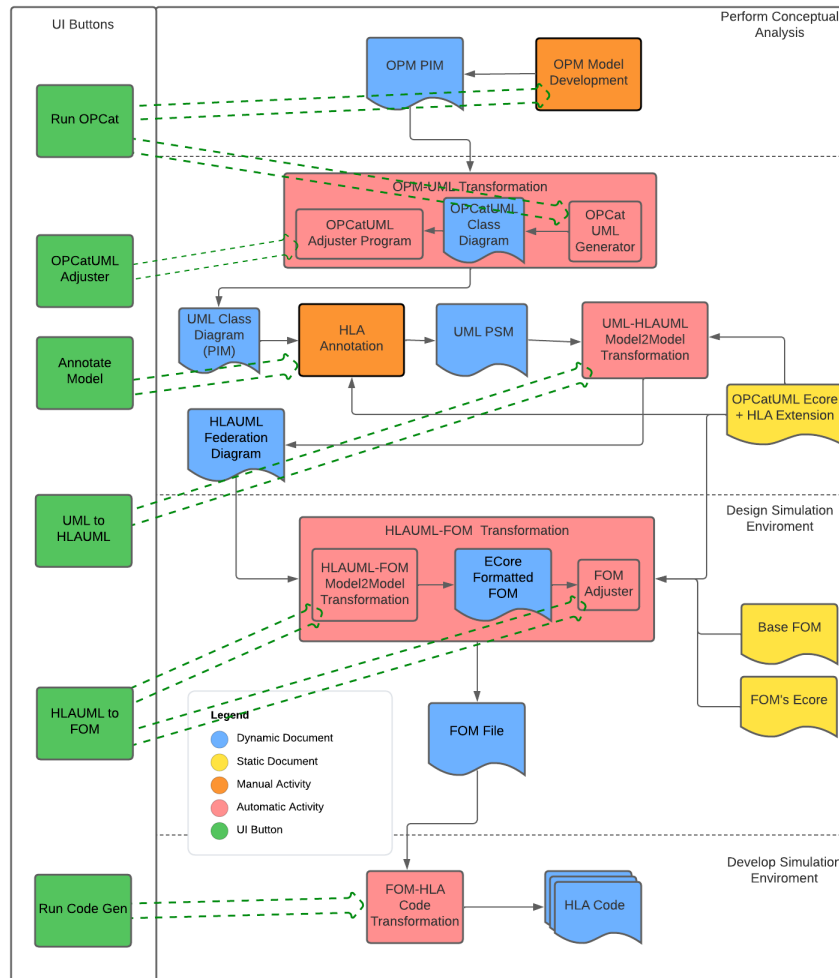 UI Buttons
Perform Conceptual
Analysis
OPM PIM
OPM Model
Development
Run OPCat
OPM-UML Transformation
OPCatUML
Adjuster Program
OPCatUML
Class
Diagram
OPCat
UML
Generator
OPCatUML
Adjuster
UML Class
Diagram
(PIM)
HLA
Annotation
UML PSM
UML-HLAUML
Model2Model
Transformation
Annotate
Model
OPCatUML Ecore
+ HLA Extension
HLAUML
Federation
Diagram
UML to
HLAUML
Design Simulation
Enviroment
HLAUML-FOM Transformation
HLAUML-FOM
Model2Model
Transformation
ECore
Formatted
FOM
FOM
Adjuster
Base FOM
FOM's Ecore
HLAUML to
FOM
Legend
Dynamic Document
Static Document
Manual Activity
Automatic Activity
UI Button
FOM File
Develop Simulation
Enviroment
Run Code Gen
FOM-HLA
Code
Transformation
HLA Code